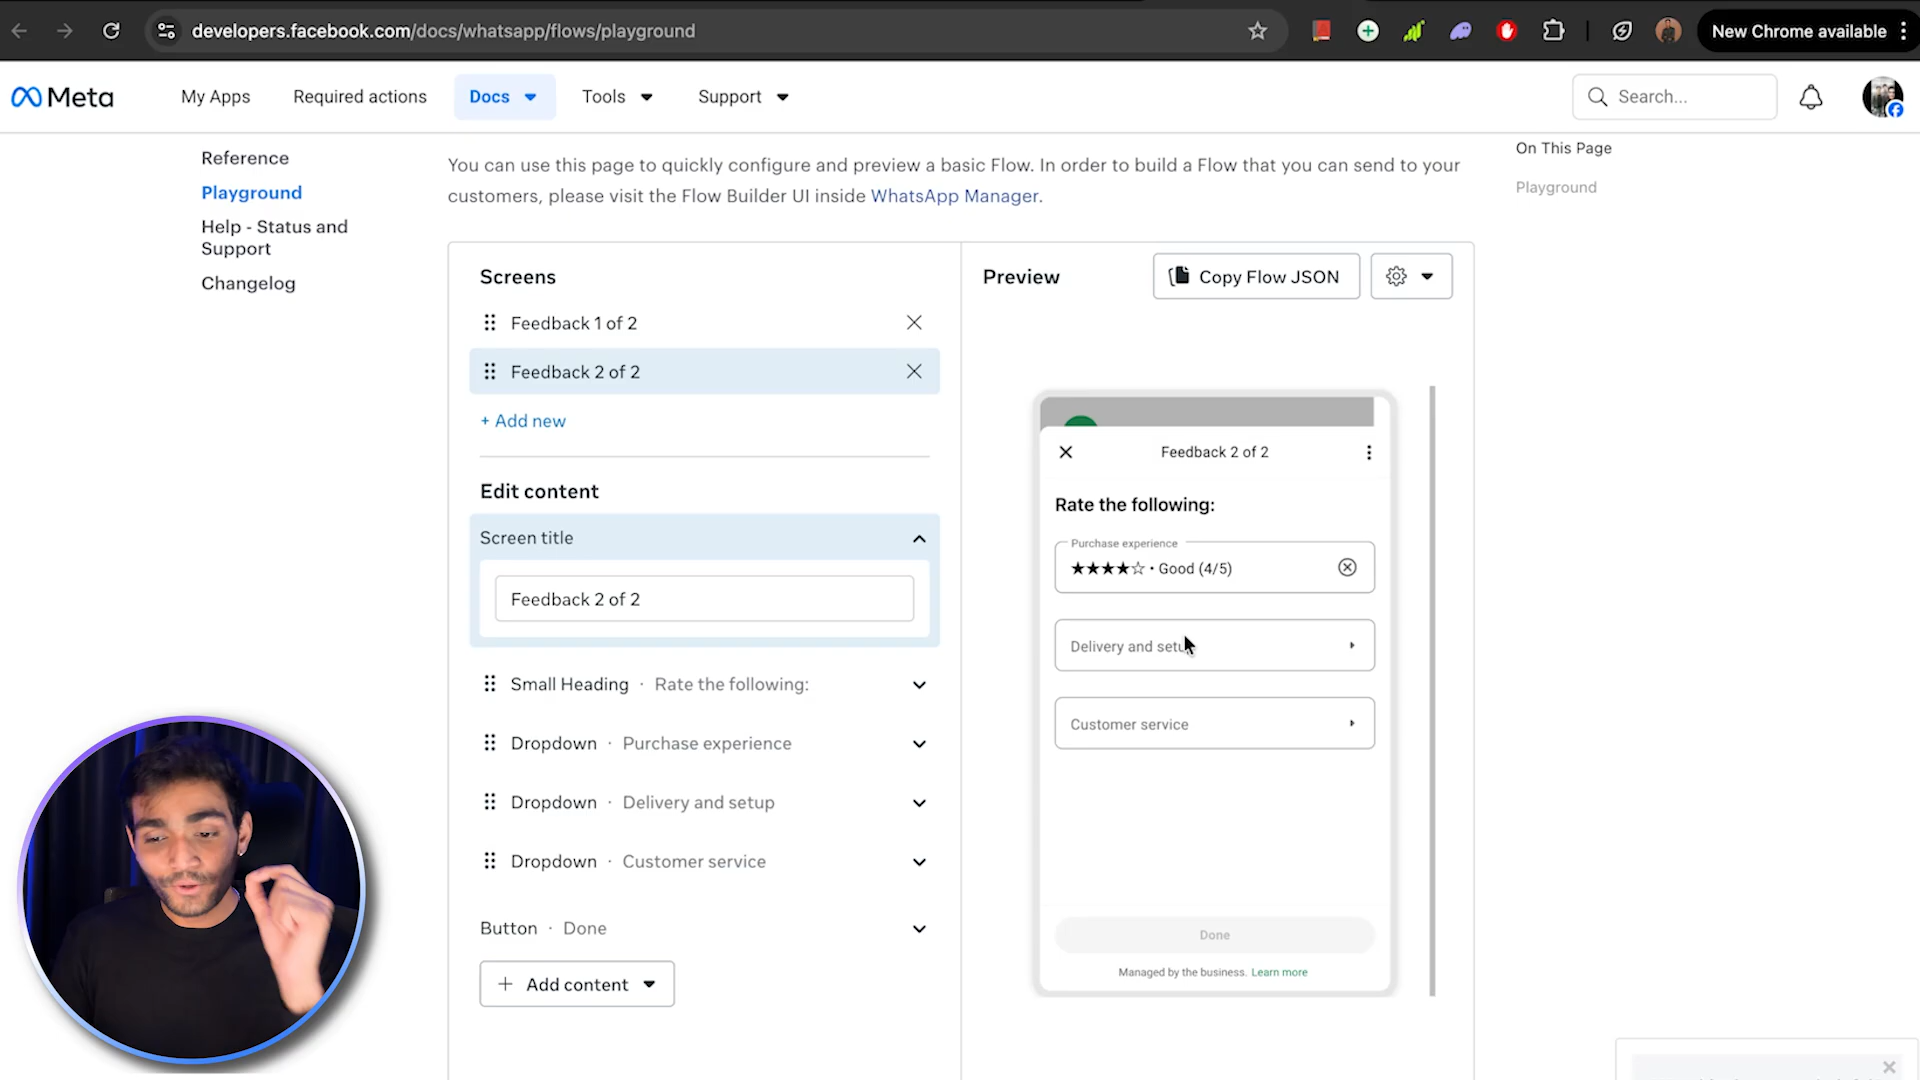 developers.facebook.com/docs/whatsapp/flows/playground
New Chrome available
Meta
My Apps
Required actions
Docs
Tools
Support
Search...
Reference
Playground
Help - Status and
Support
Changelog
You can use this page to quickly configure and preview a basic Flow. In order to build a Flow that you can send to your
customers, please visit the Flow Builder UI inside WhatsApp Manager.
On This Page
Playground
Screens
Feedback 1 of 2
Feedback 2 of 2
+ Add new
Edit content
Screen title
Feedback 2 of 2
Small Heading · Rate the following:
Dropdown · Purchase experience
Dropdown · Delivery and setup
Dropdown · Customer service
Button · Done
+ Add content
Preview
Copy Flow JSON
Feedback 2 of 2
Rate the following:
Purchase experience
★★★★☆ • Good (4/5)
Delivery and setup
Customer service
Done
Managed by the business. Learn more